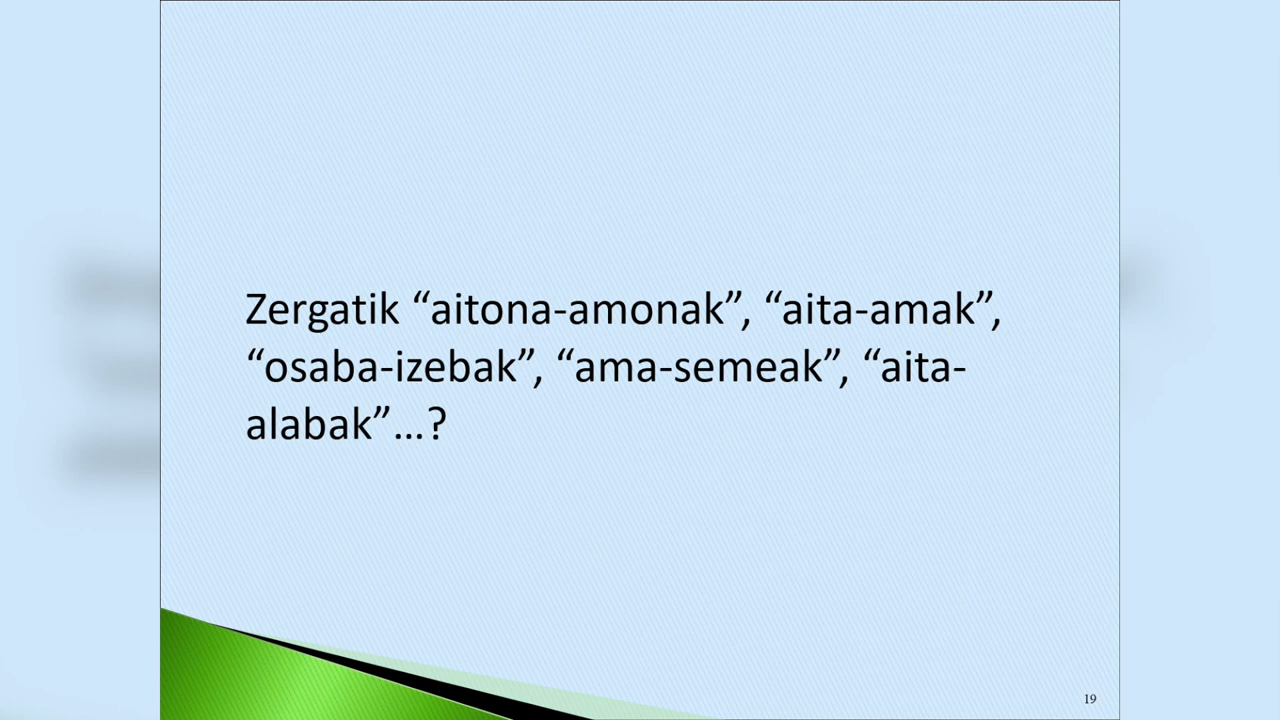 Zergatik “aitona-amonak”, “aita-amak”,
“osaba-izebak”, “ama-semeak”, “aita-
alabak”…?
19